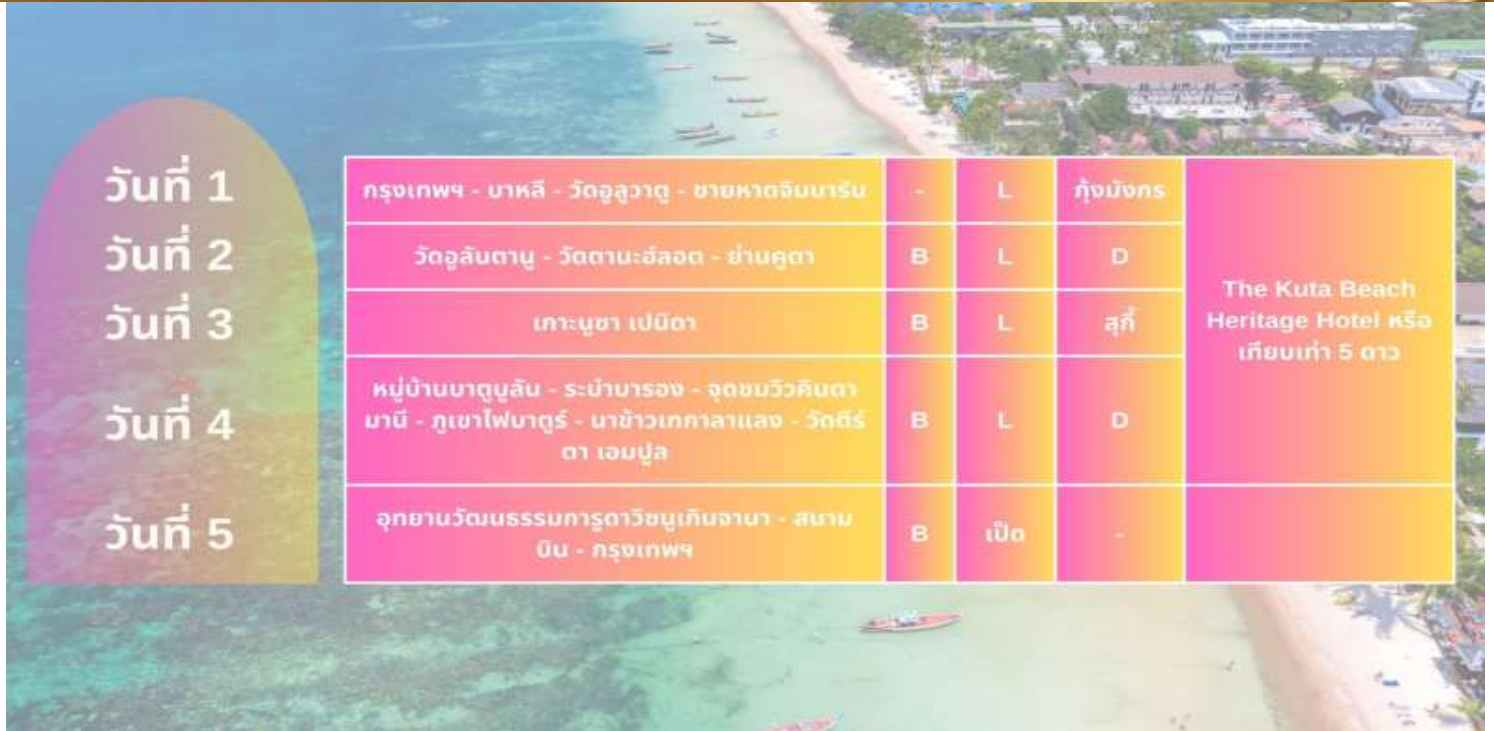 วันที่ 1
กรุงเทพฯ - บาหลี - วัดอูลูวาตู - ชายหาดจิมบารัน
-
L
กุ้งมังกร
วันที่ 2
วัดอูลันดานู - วัดตานะฮ์ลอต - ย่านคูตา
B
L
D
The Kuta Beach
Heritage Hotel หรือ
เทียบเท่า 5 ดาว
วันที่ 3
เกาะนูซา เปนิดา
B
L
สุกี้
วันที่ 4
หมู่บ้านบาตูบูลัน - ระบำบารอง - จุดชมวิวคินตา
มานี - ภูเขาไฟบาตูร์ - นาข้าวเทกาลาแลง - วัดตีร์
ตา เอมปูล
B
L
D
วันที่ 5
อุทยานวัฒนธรรมการูดาวิษณุเกินจานา - สนาม
บิน - กรุงเทพฯ
B
เป็ด
-